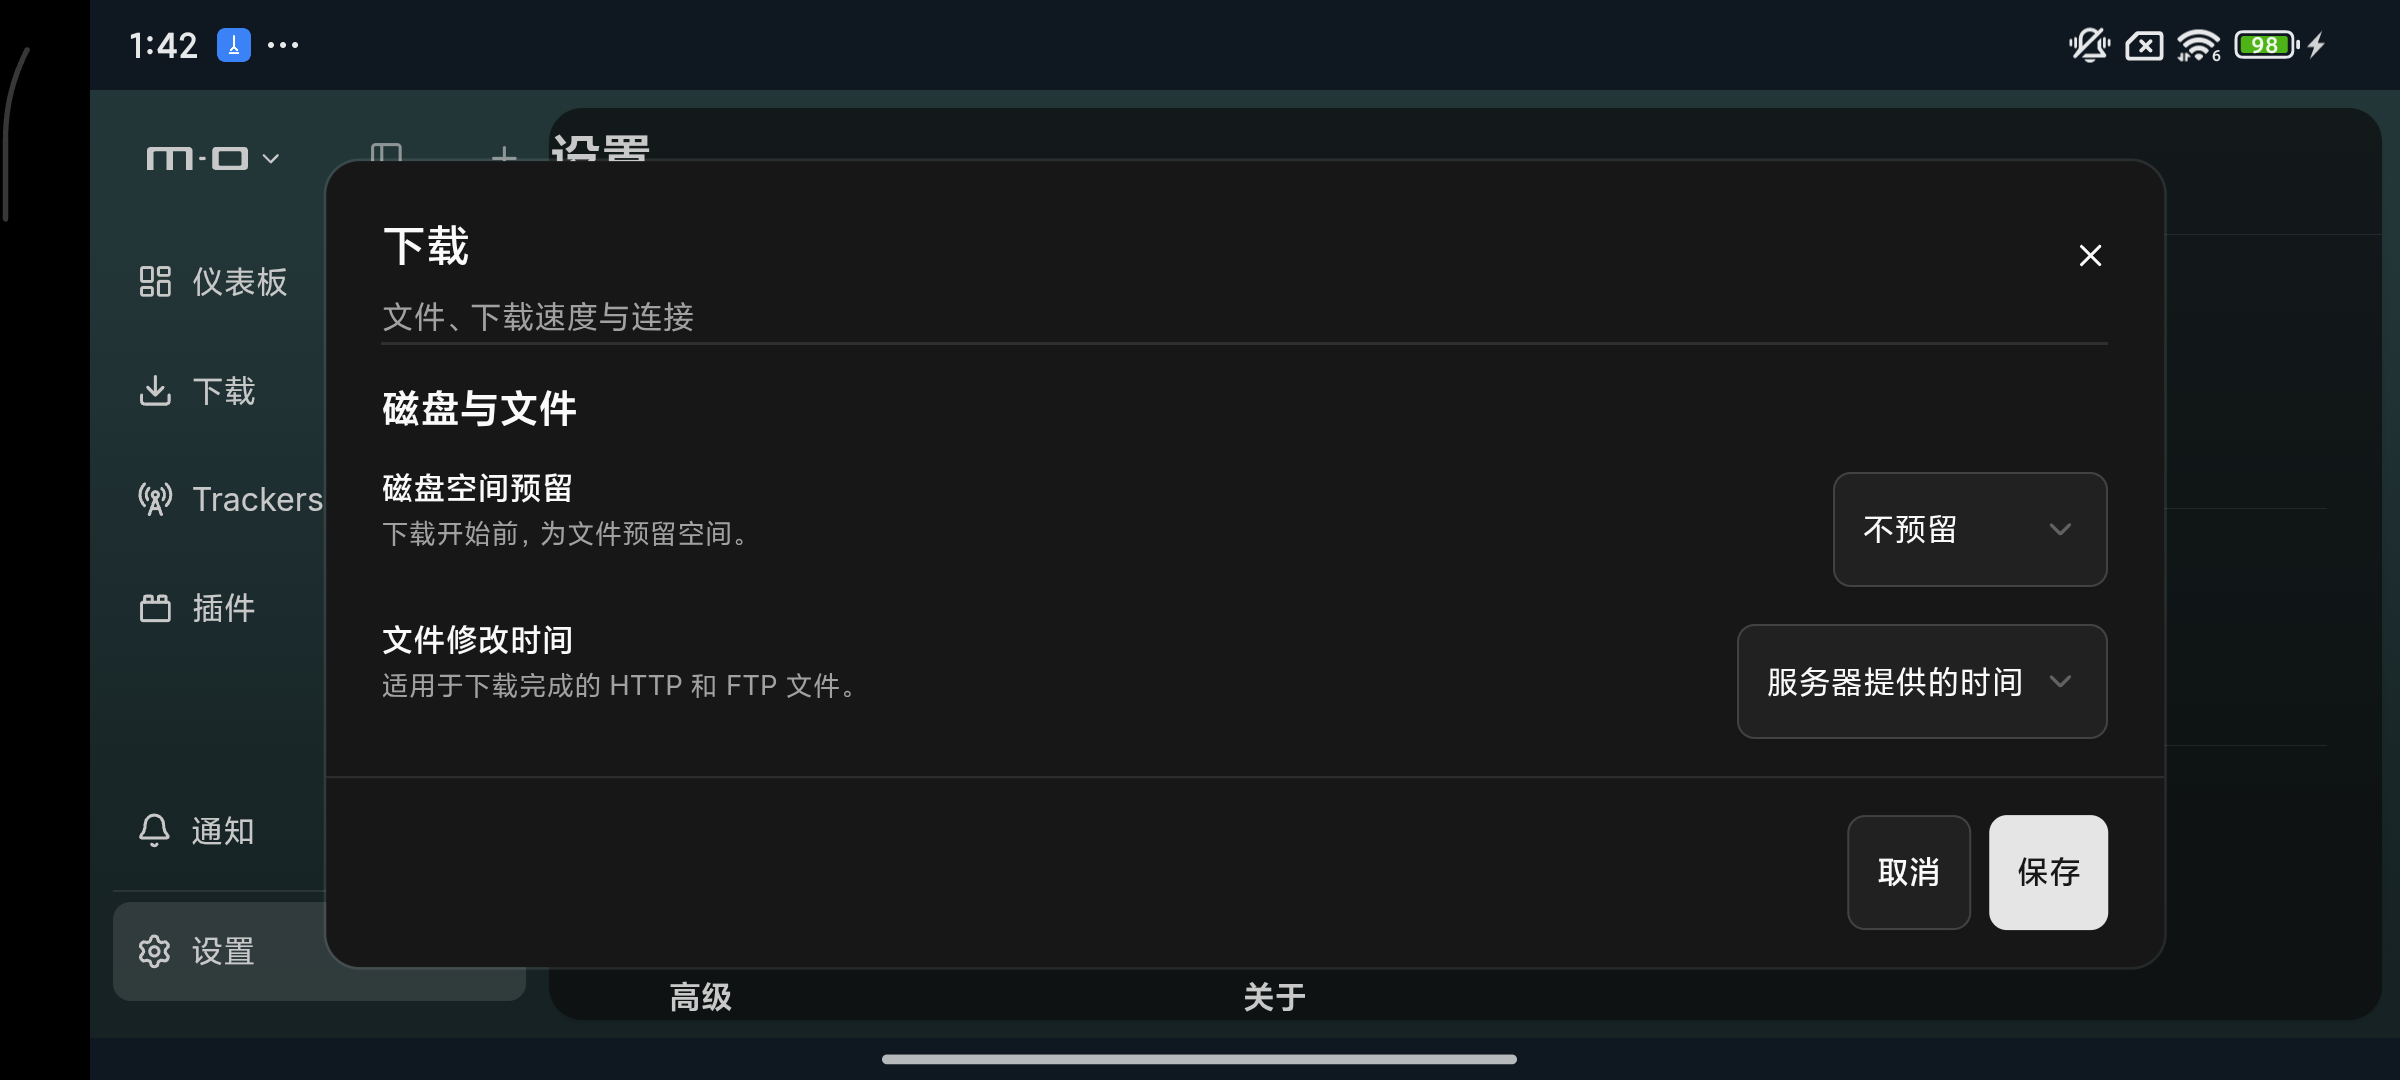 1:42
6
98
m-o
设置
仪表板
下载
Trackers
插件
通知
设置
下载
文件、下载速度与连接
磁盘与文件
磁盘空间预留
下载开始前，为文件预留空间。
不预留
文件修改时间
适用于下载完成的 HTTP 和 FTP 文件。
服务器提供的时间
取消
保存
高级
关于